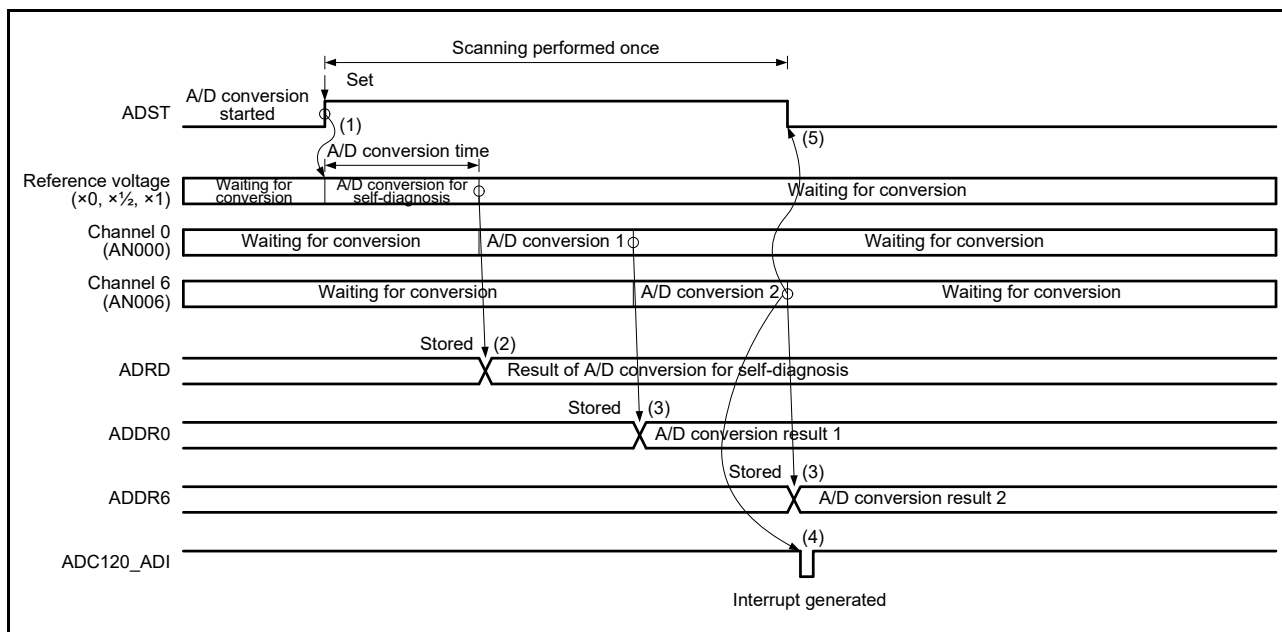 Scanning performed once
Set
A/D conversion
started
ADST
(1)
(5)
A/D conversion time
Reference voltage
(×0, ×½, ×1)
Waiting for
conversion
A/D conversion for
self-diagnosis
Waiting for conversion
Channel 0
(AN000)
Waiting for conversion
A/D conversion 1
Waiting for conversion
Channel 6
(AN006)
Waiting for conversion
A/D conversion 2
Waiting for conversion
Stored
(2)
ADRD
Result of A/D conversion for self-diagnosis
Stored
(3)
ADDR0
A/D conversion result 1
Stored
(3)
ADDR6
A/D conversion result 2
(4)
ADC120_ADI
Interrupt generated